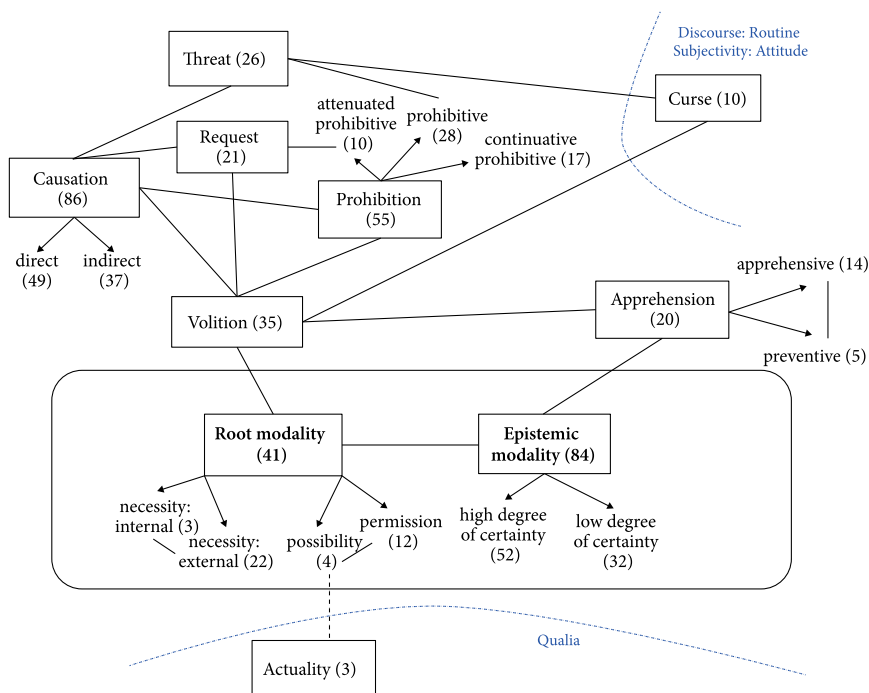 Discourse: Routine
Subjectivity: Attitude
Threat (26)
Curse (10)
attenuated
prohibitive
(10)
prohibitive
(28)
continuative
prohibitive (17)
Request
(21)
Causation
(86)
Prohibition
(55)
direct
(49)
indirect
(37)
apprehensive (14)
Apprehension
(20)
Volition (35)
preventive (5)
Root modality
(41)
Epistemic
modality (84)
necessity:
internal (3)
necessity:
external (22)
possibility
(4)
permission
(12)
high degree
of certainty
(52)
low degree
of certainty
(32)
Qualia
Actuality (3)